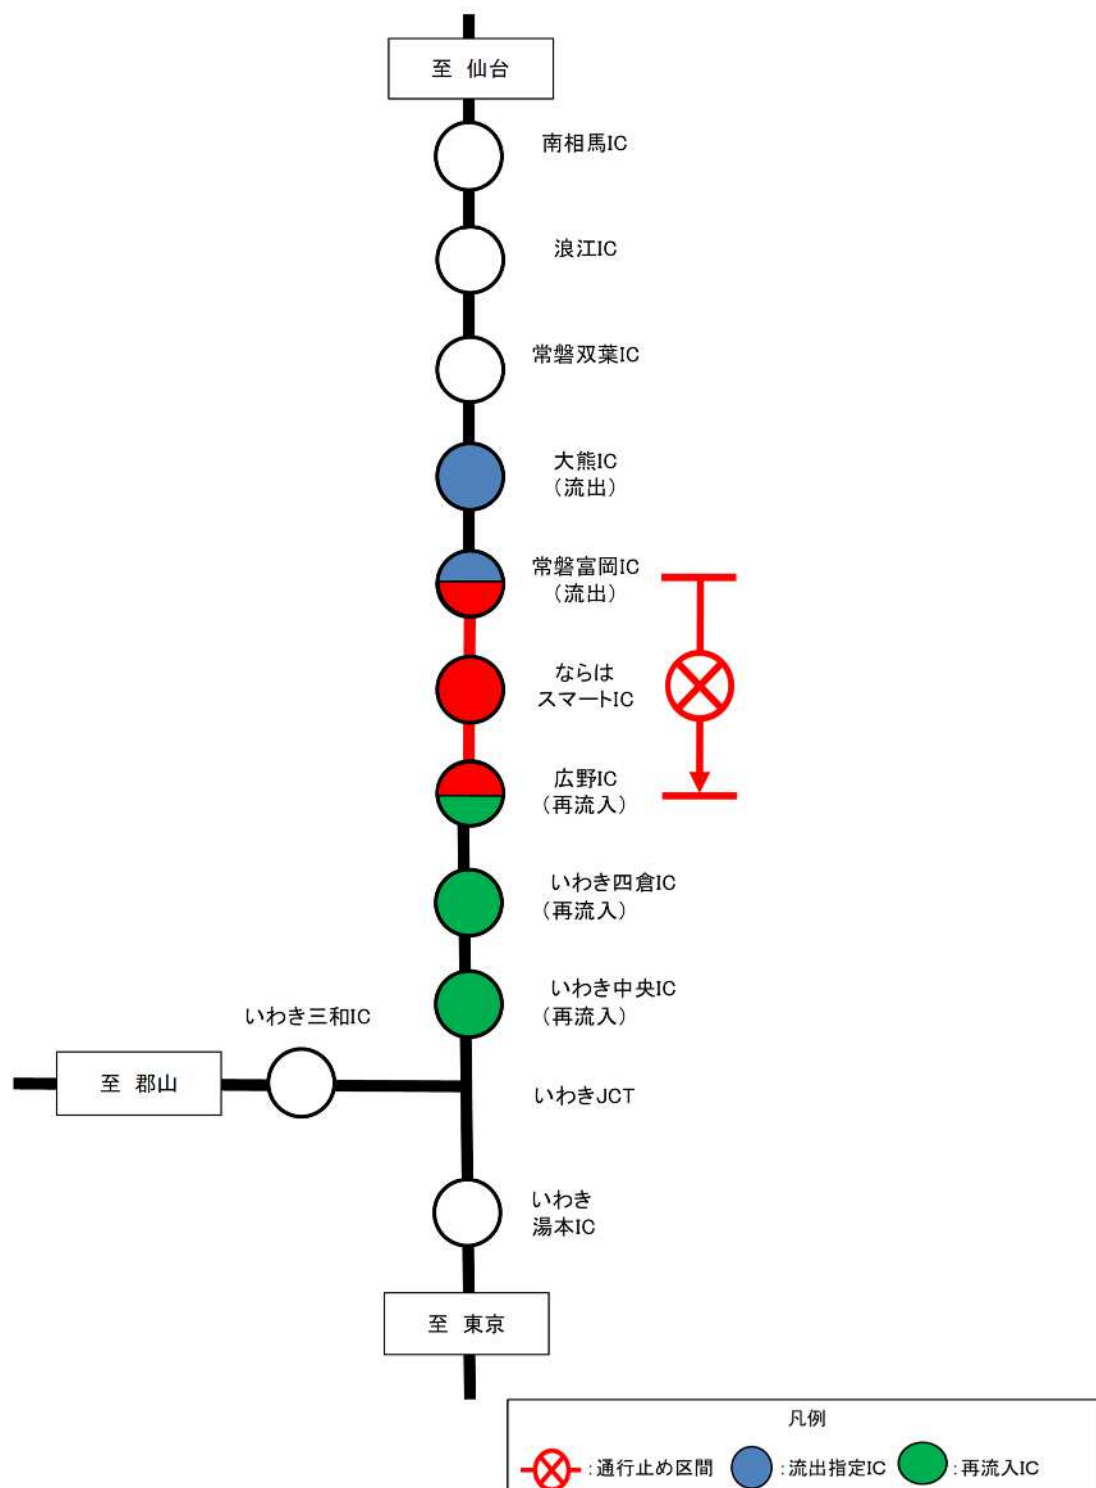 至 仙台
南相馬IC
浪江IC
常磐双葉IC
大熊IC
（流出）
常磐富岡IC
（流出）
ならは
スマートIC
広野IC
（再流入）
いわき四倉IC
（再流入）
いわき中央IC
（再流入）
いわき三和IC
至 郡山
いわきJCT
いわき
湯本IC
至 東京
凡例
:通行止め区間
:流出指定IC
:再流入IC